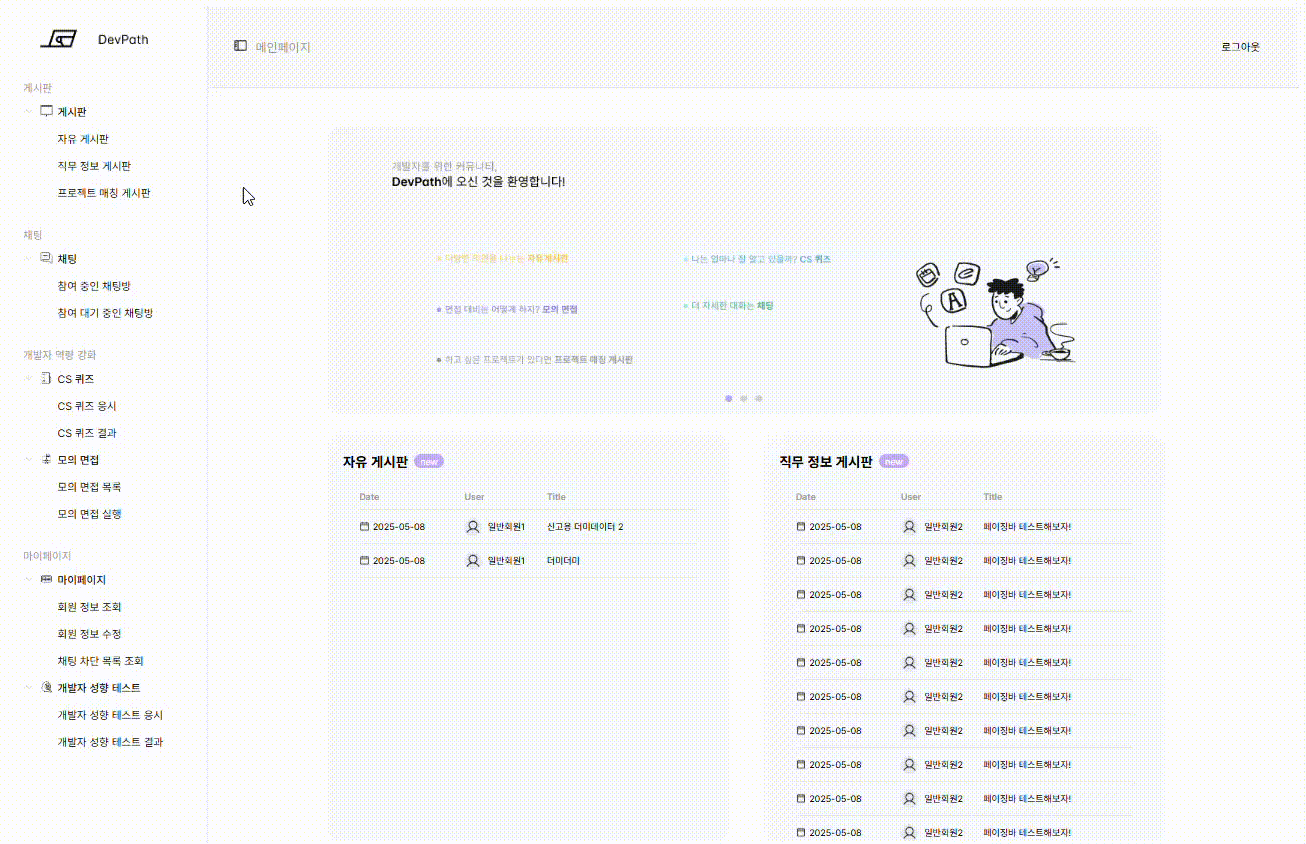 DevPath
게시판
게시판
자유 게시판
직무 정보 게시판
프로젝트 매칭 게시판
채팅
채팅
참여 중인 채팅방
참여 대기 중인 채팅방
개발자 역량 강화
CS 퀴즈
CS 퀴즈 응시
CS 퀴즈 결과
모의 면접
모의 면접 목록
모의 면접 실행
마이페이지
마이페이지
회원 정보 조회
회원 정보 수정
채팅 차단 목록 조회
개발자 성향 테스트
개발자 성향 테스트 응시
개발자 성향 테스트 결과
메인페이지
로그아웃
개발자를 위한 커뮤니티,
DevPath에 오신 것을 환영합니다!
다양한 의견을 나누는 자유게시판
면접 대비는 어떻게 하지? 모의 면접
하고 싶은 프로젝트가 있다면 프로젝트 매칭 게시판
나는 얼마나 잘 알고 있을까? CS 퀴즈
더 자세한 대화는 채팅
A
자유 게시판 new
Date User Title
2025-05-08 일반회원1 신고용 더미데이터 2
2025-05-08 일반회원1 더미더미
직무 정보 게시판 new
Date User Title
2025-05-08 일반회원2 페이징바 테스트해보자!
2025-05-08 일반회원2 페이징바 테스트해보자!
2025-05-08 일반회원2 페이징바 테스트해보자!
2025-05-08 일반회원2 페이징바 테스트해보자!
2025-05-08 일반회원2 페이징바 테스트해보자!
2025-05-08 일반회원2 페이징바 테스트해보자!
2025-05-08 일반회원2 페이징바 테스트해보자!
2025-05-08 일반회원2 페이징바 테스트해보자!
2025-05-08 일반회원2 페이징바 테스트해보자!
2025-05-08 일반회원2 페이징바 테스트해보자!